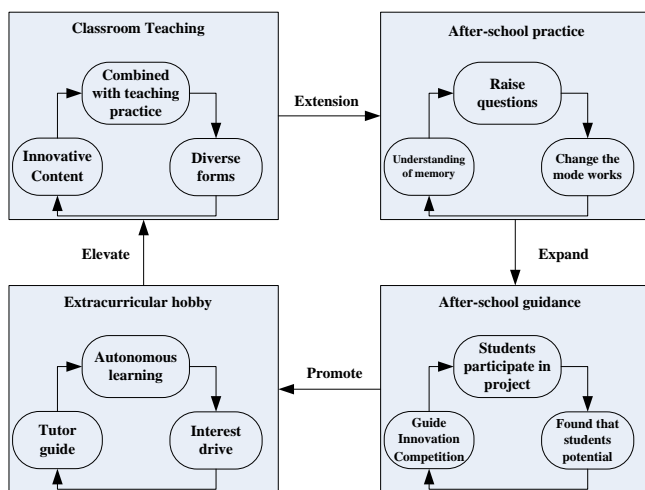 Classroom Teaching
Combined
with teaching
practice
Innovative
Content
Diverse
forms
Extension
After-school practice
Raise
questions
Understanding
of memory
Change the
mode works
Elevate
Expand
Extracurricular hobby
Autonomous
learning
Tutor
guide
Interest
drive
Promote
After-school guidance
Students
participate in
project
Guide
Innovation
Competition
Found that
students
potential